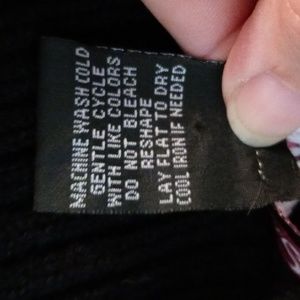 MACHINE WASH COLD
GENTLE CYCLE
WITH LIKE COLORS
DO NOT BLEACH
RESHAPE
LAY FLAT TO DRY
COOL IRON IF NEEDED